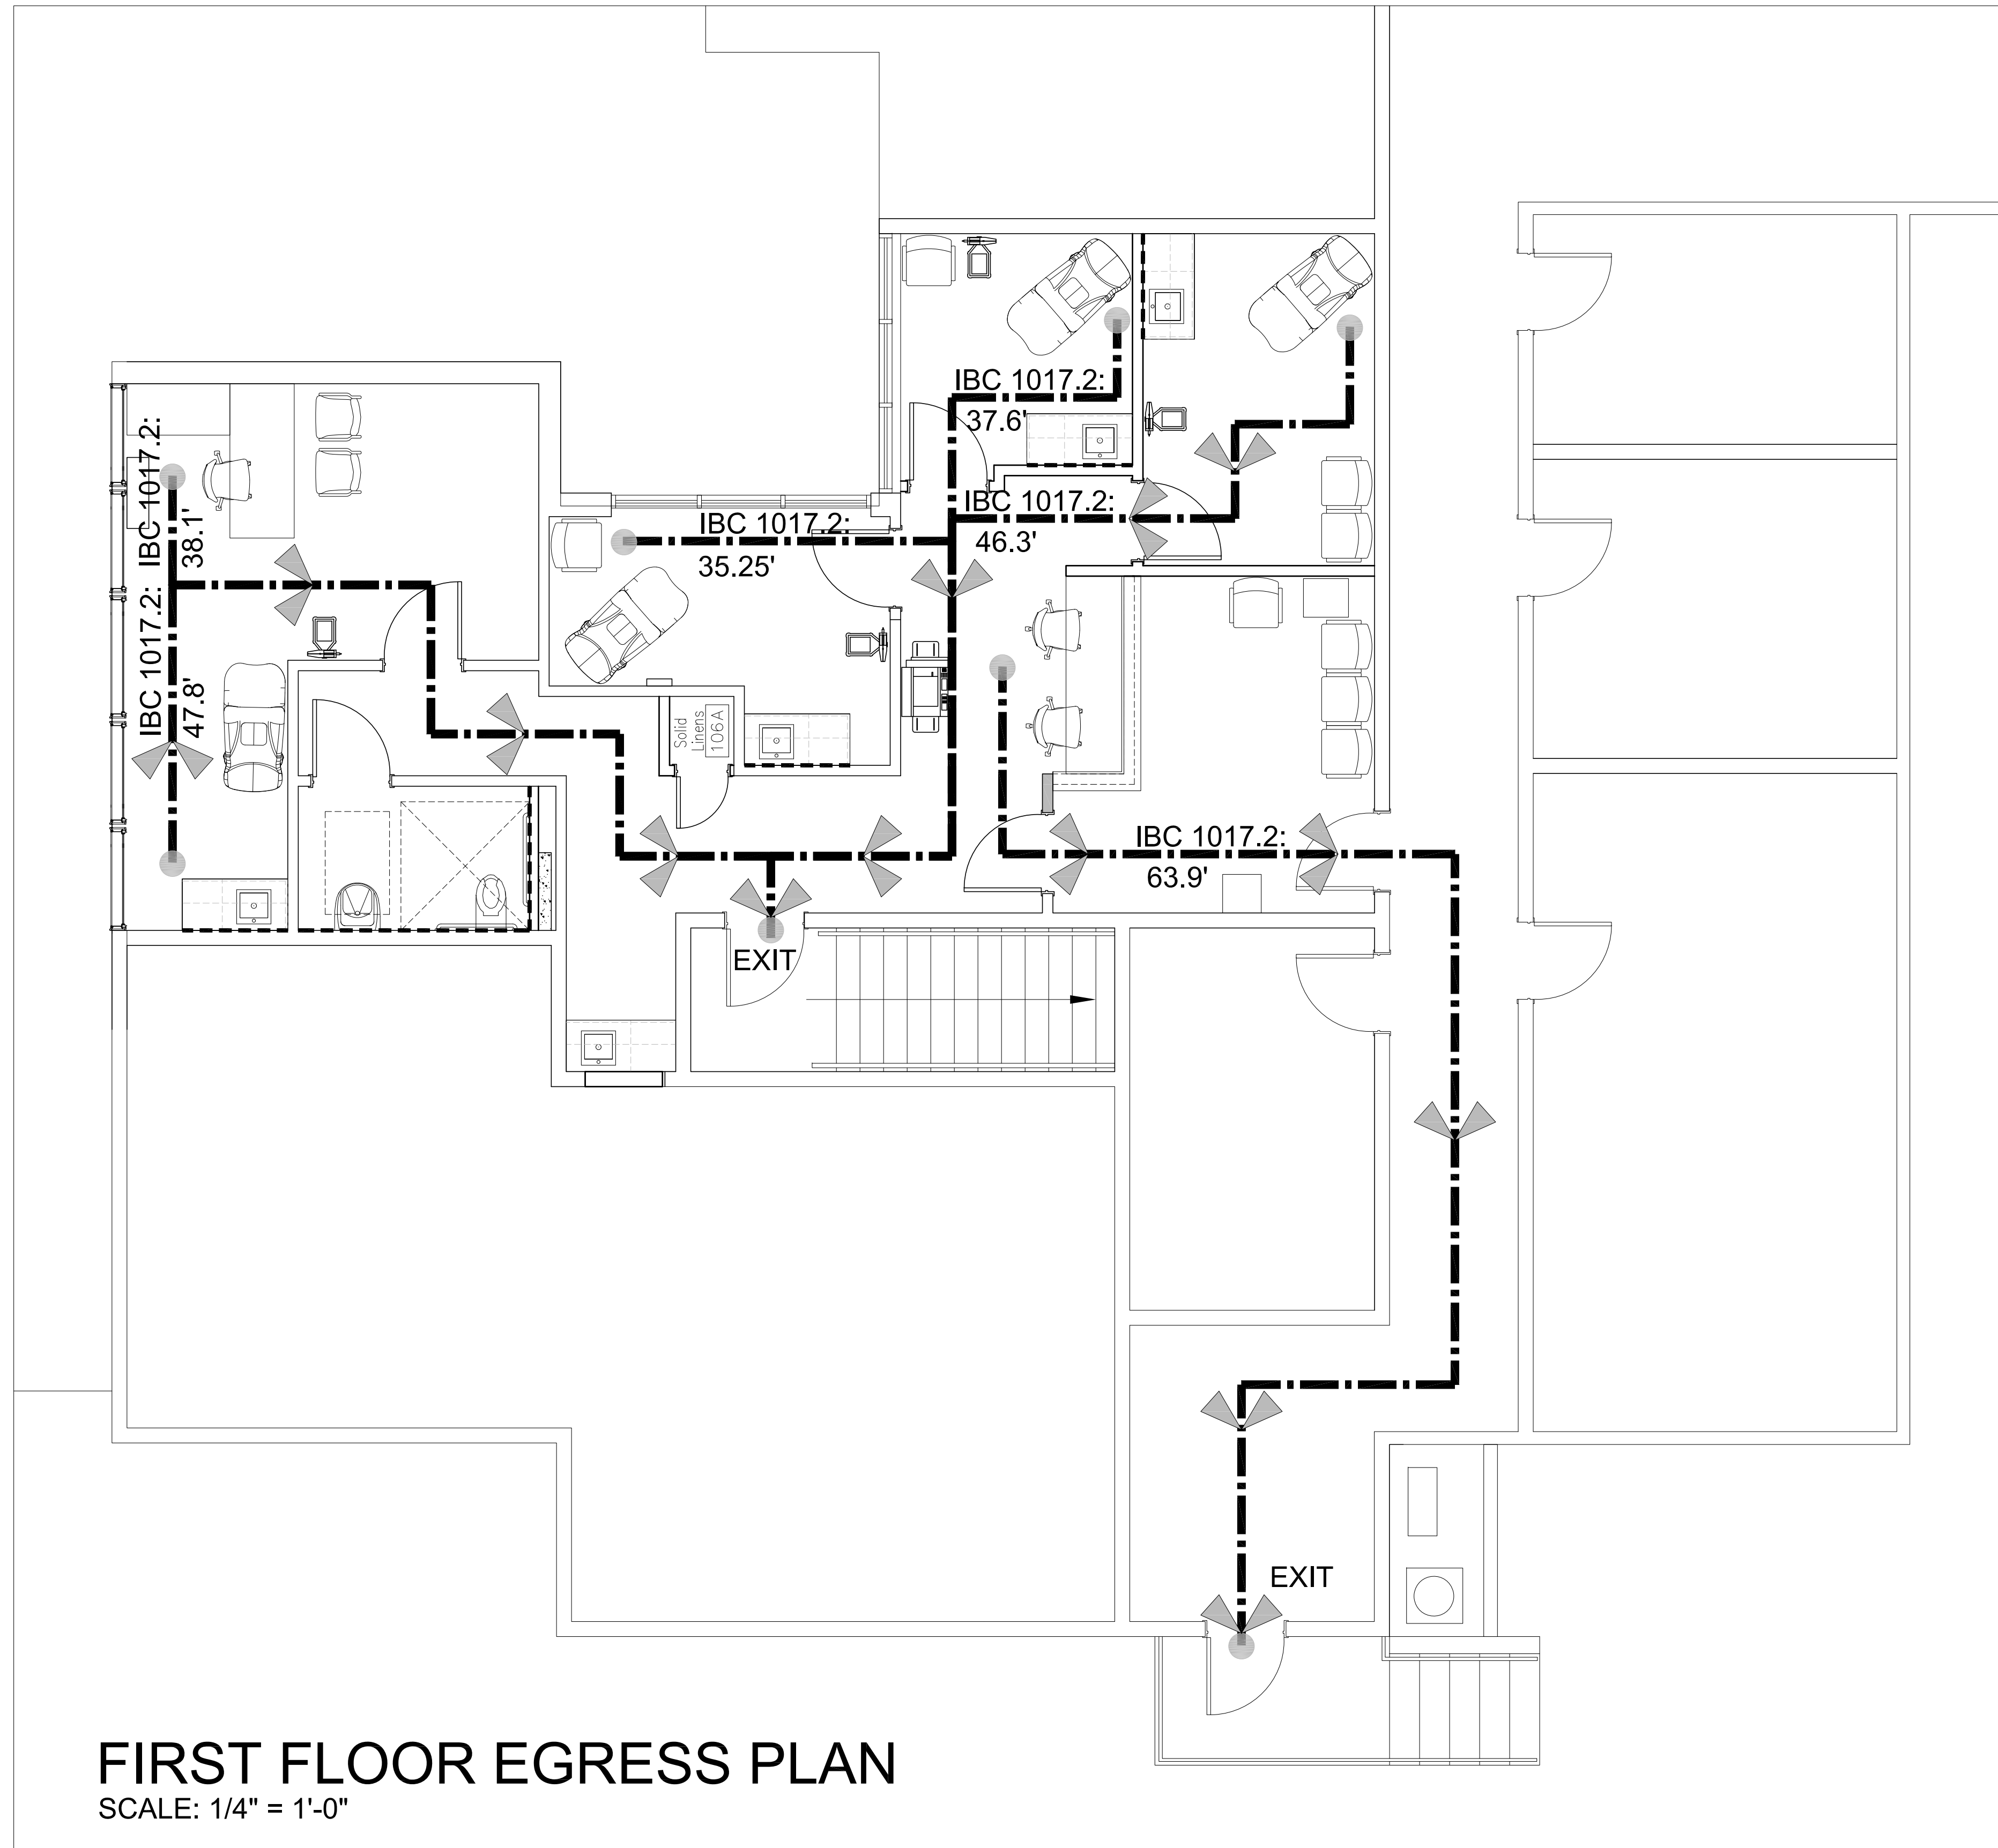 IBC 1017.2:
37.6'
IBC 1017.2:
46.3'
IBC 1017.2:
35.25'
IBC 1017.2:
38.1'
IBC 1017.2:
47.8'
Solid
Linens
106A
IBC 1017.2:
63.9'
EXIT
EXIT
FIRST FLOOR EGRESS PLAN
SCALE: 1/4" = 1'-0"